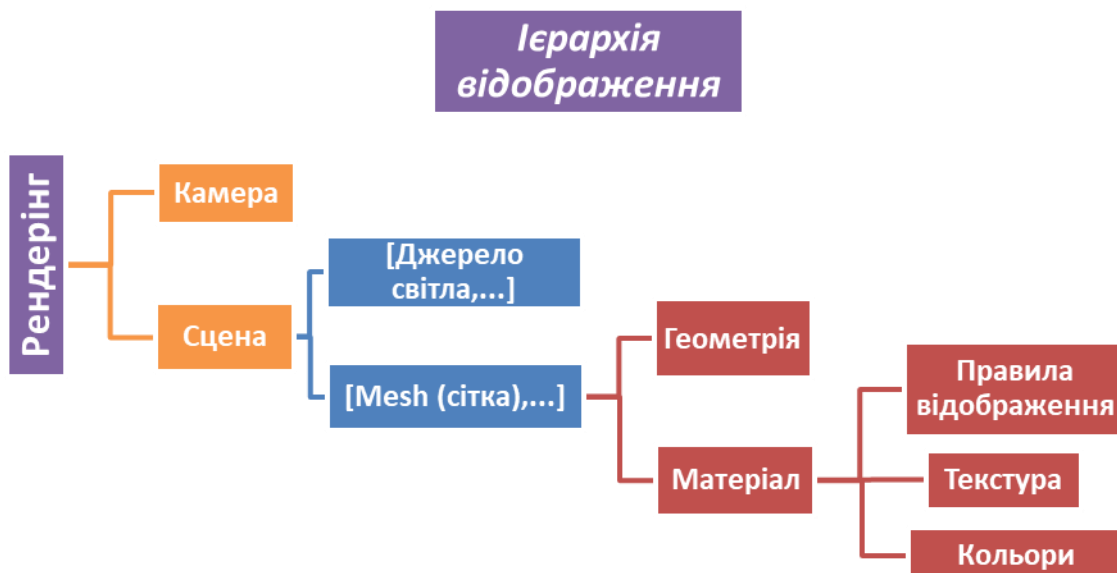 Ієрархія
відображення
Рендерінг
Камера
Сцена
[Джерело
світла,...]
[Mesh (сітка),...]
Геометрія
Матеріал
Правила
відображення
Текстура
Кольори